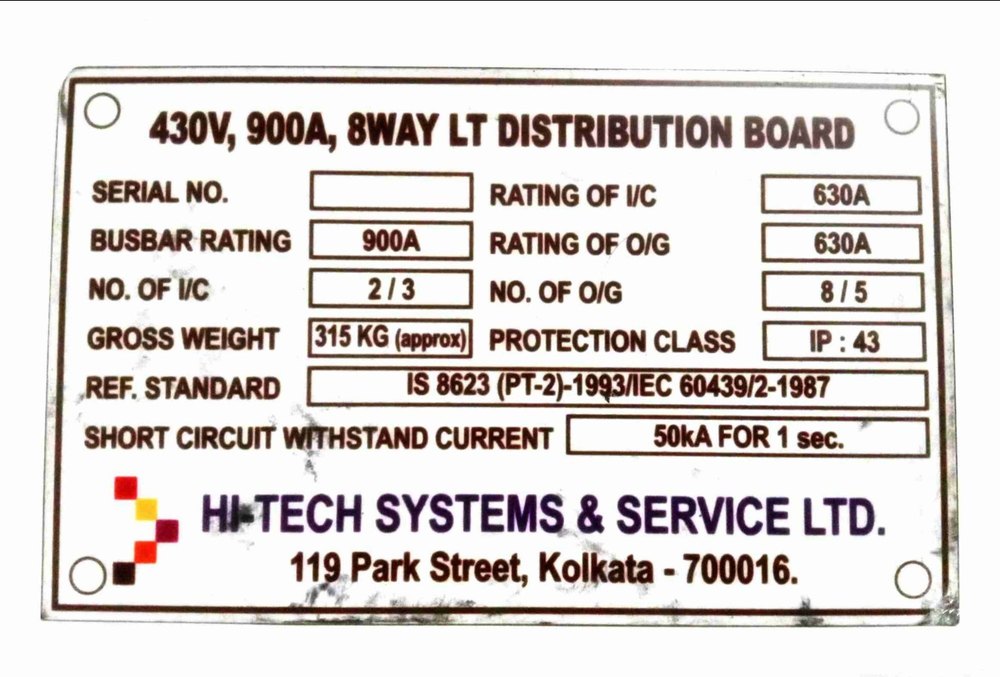 430V, 900A, 8WAY LT DISTRIBUTION BOARD
SERIAL NO. RATING OF I/C 630A
BUSBAR RATING 900A RATING OF O/G 630A
NO. OF I/C 2 / 3 NO. OF O/G 8 / 5
GROSS WEIGHT 315 KG (approx) PROTECTION CLASS IP : 43
REF. STANDARD IS 8623 (PT-2)-1993/IEC 60439/2-1987
SHORT CIRCUIT WITHSTAND CURRENT 50kA FOR 1 sec.
HI-TECH SYSTEMS & SERVICE LTD.
119 Park Street, Kolkata - 700016.